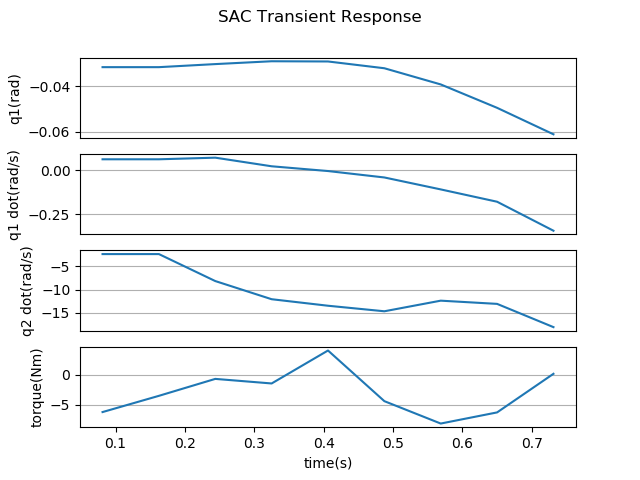 SAC Transient Response
q1(rad)
−0.04
−0.06
q1 dot(rad/s)
0.00
−0.25
q2 dot(rad/s)
−5
−10
−15
torque(Nm)
0
−5
0.1 0.2 0.3 0.4 0.5 0.6 0.7
time(s)